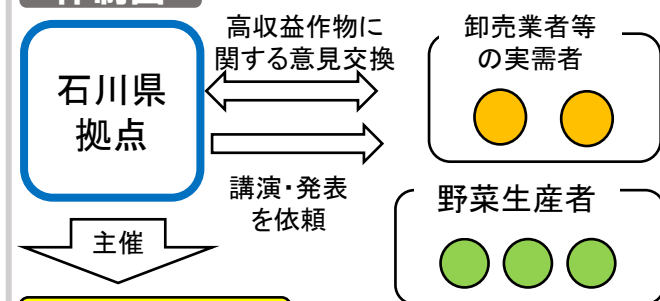 高収益作物に
関する意見交換
卸売業者等
の実需者
石川県
拠点
講演・発表
を依頼
野菜生産者
主催